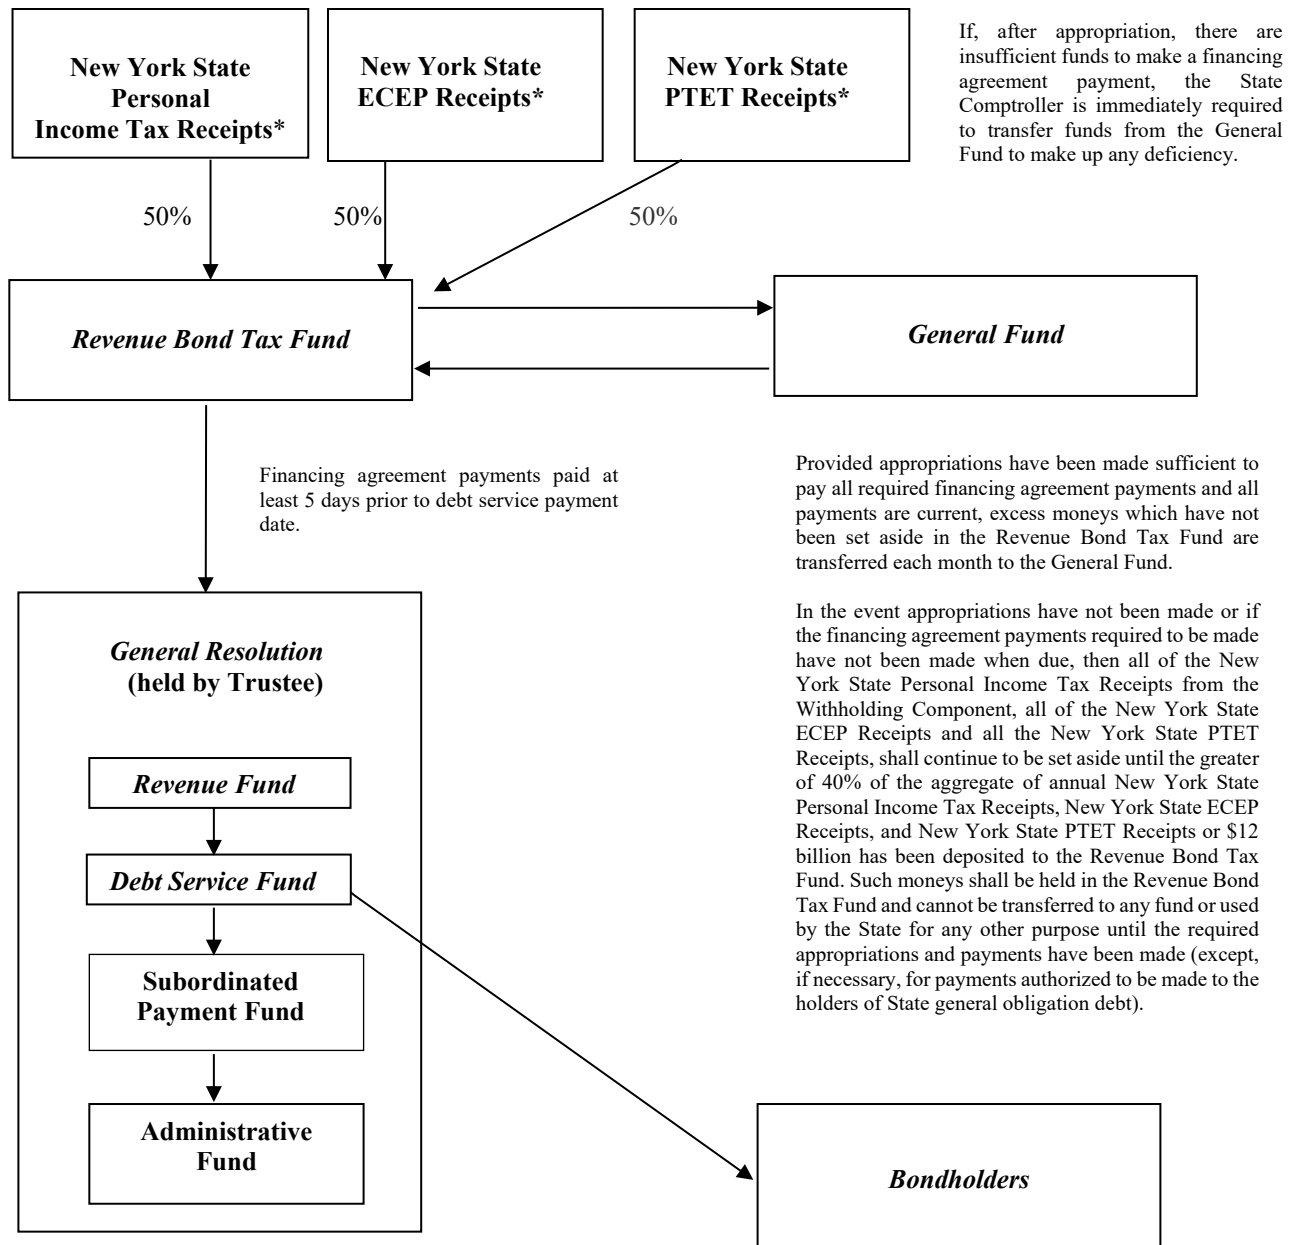 New York State
Personal
Income Tax Receipts*
New York State
ECEP Receipts*
New York State
PTET Receipts*
If, after appropriation, there are
insufficient funds to make a financing
agreement payment, the State
Comptroller is immediately required
to transfer funds from the General
Fund to make up any deficiency.
50%
50%
50%
Revenue Bond Tax Fund
General Fund
Financing agreement payments paid at
least 5 days prior to debt service payment
date.
Provided appropriations have been made sufficient to
pay all required financing agreement payments and all
payments are current, excess moneys which have not
been set aside in the Revenue Bond Tax Fund are
transferred each month to the General Fund.
In the event appropriations have not been made or if
the financing agreement payments required to be made
have not been made when due, then all of the New
York State Personal Income Tax Receipts from the
Withholding Component, all of the New York State
ECEP Receipts and all the New York State PTET
Receipts, shall continue to be set aside until the greater
of 40% of the aggregate of annual New York State
Personal Income Tax Receipts, New York State ECEP
Receipts, and New York State PTET Receipts or $12
billion has been deposited to the Revenue Bond Tax
Fund. Such moneys shall be held in the Revenue Bond
Tax Fund and cannot be transferred to any fund or used
by the State for any other purpose until the required
appropriations and payments have been made (except,
if necessary, for payments authorized to be made to the
holders of State general obligation debt).
General Resolution
(held by Trustee)
Revenue Fund
Debt Service Fund
Subordinated
Payment Fund
Administrative
Fund
Bondholders